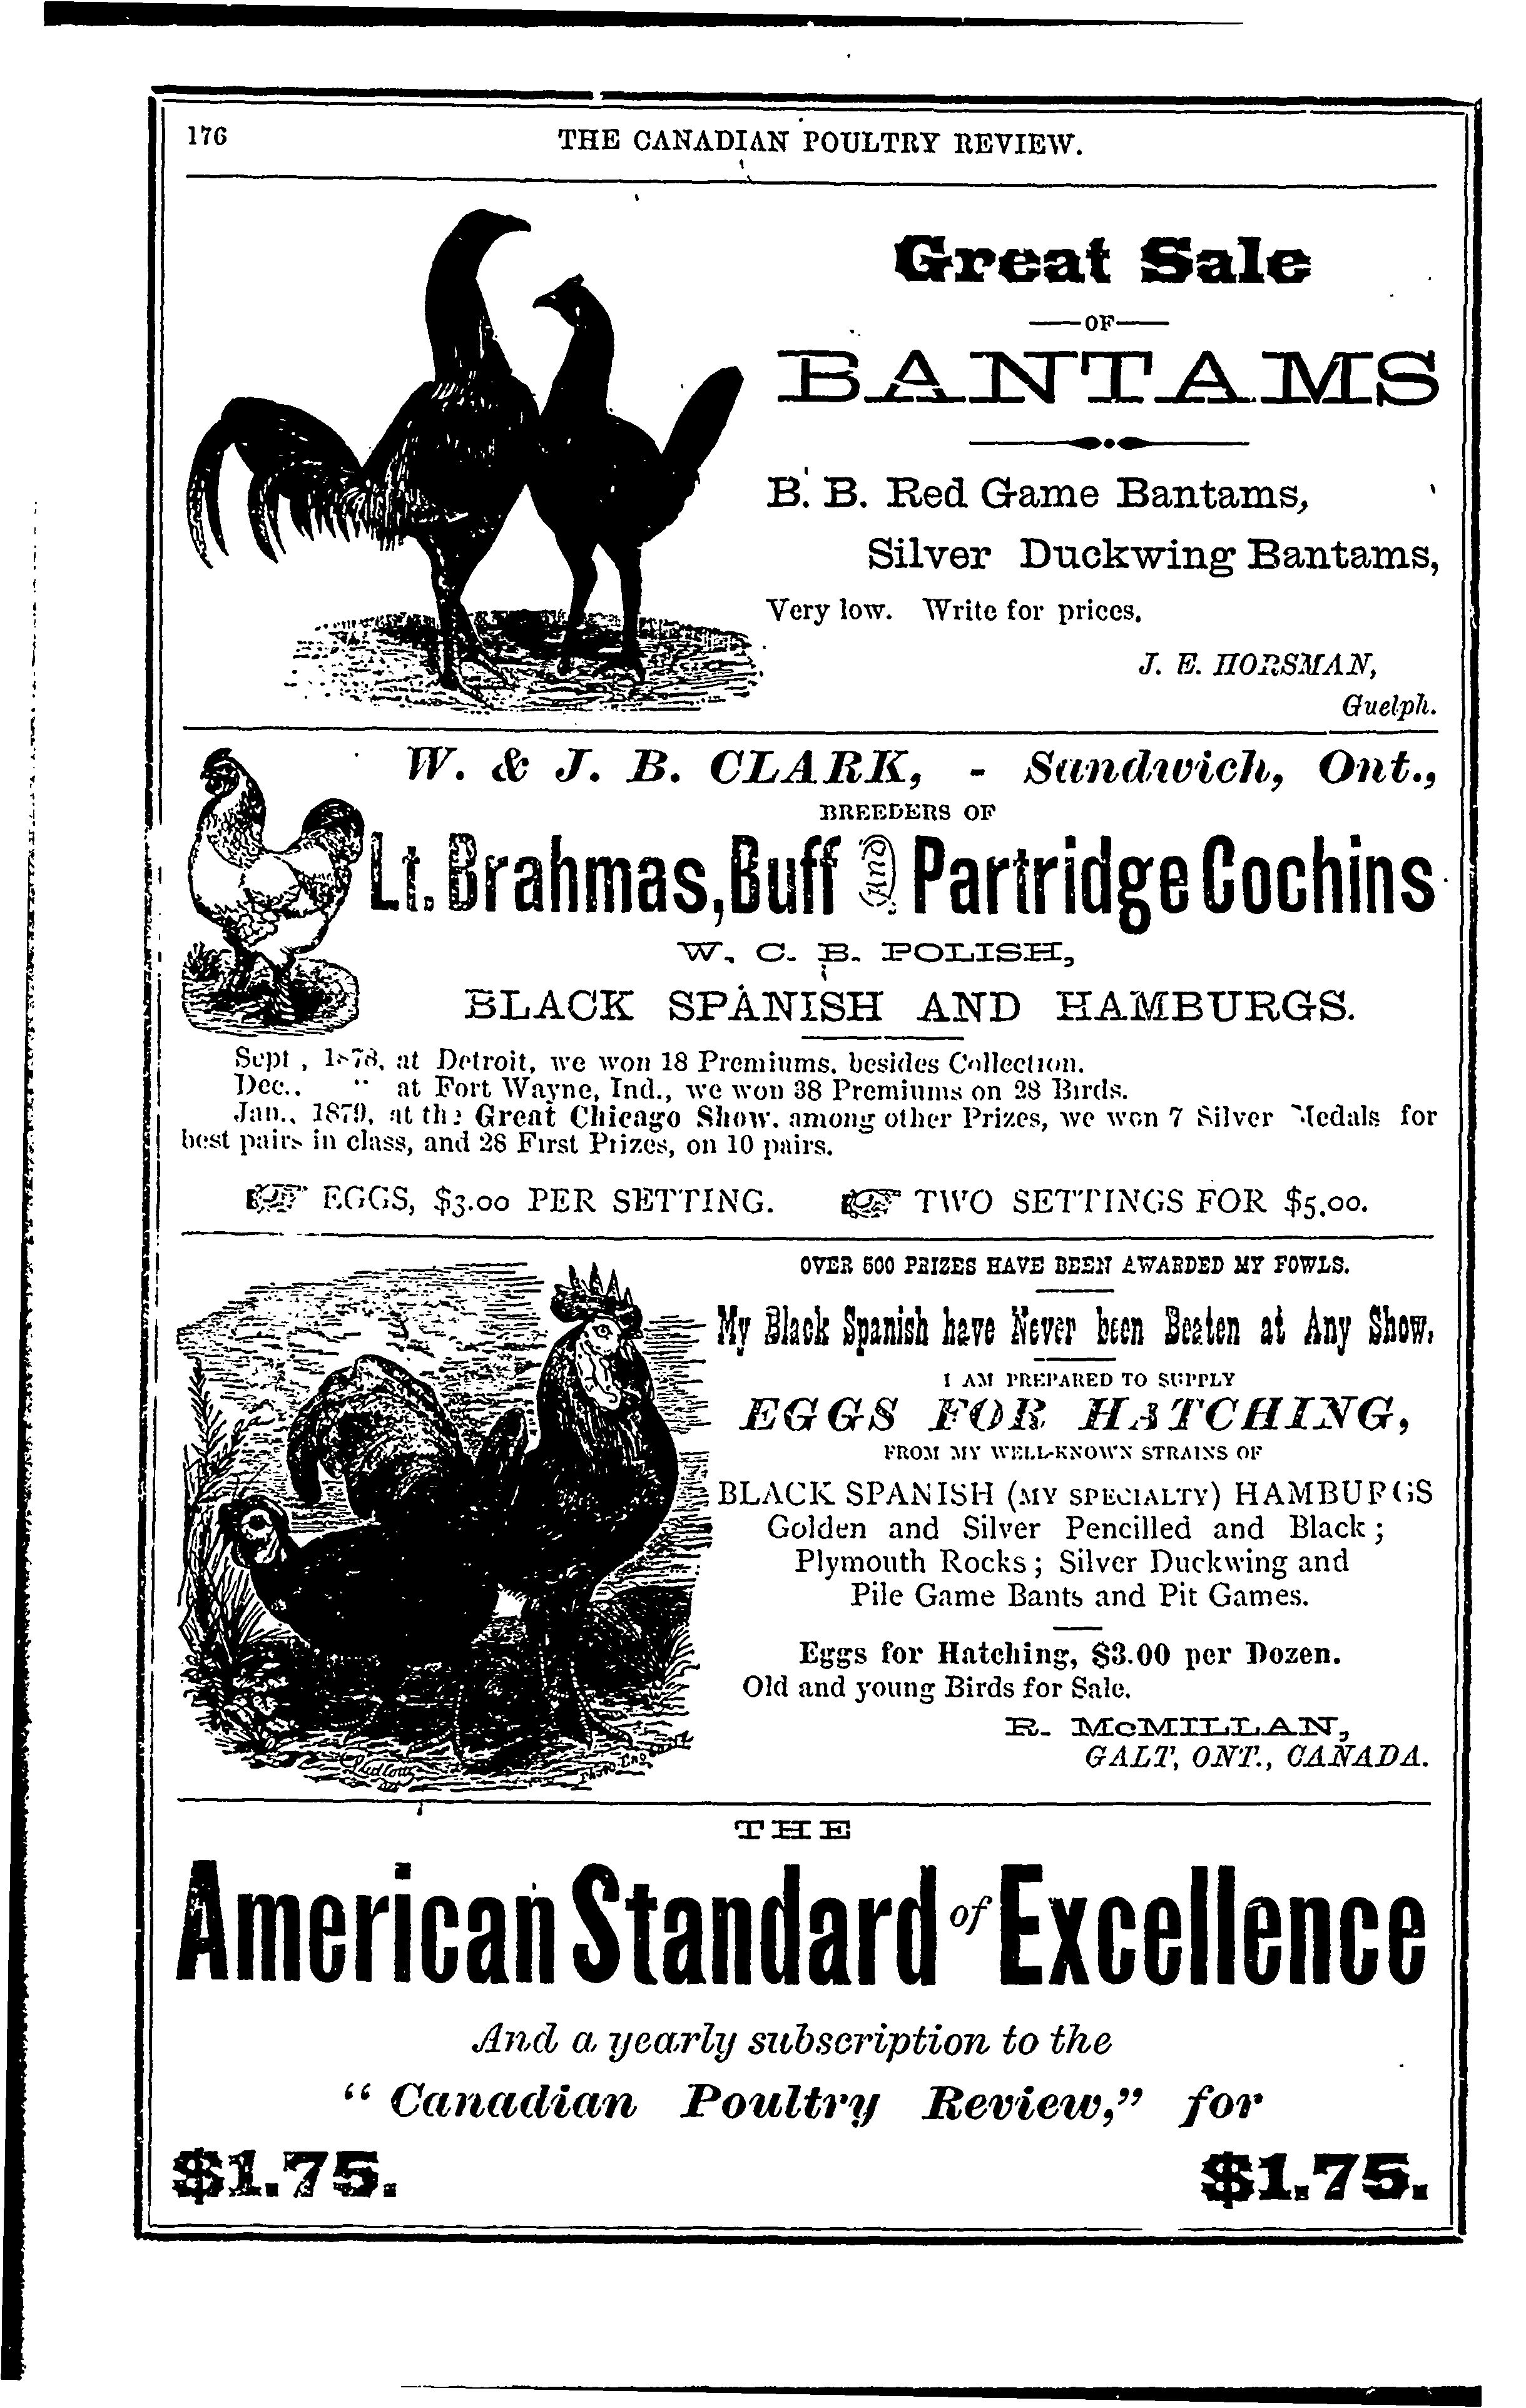 176
THE CANADIAN POULTRY REVIEW.
Great Sale
—OF—
BANTAMS
B. B. Red Game Bantams,
Silver Duckwing Bantams,
Very low. Write for prices.
J. E. HORSMAN,
Guelph.
W. & J. B. CLARK, - Sandwich, Ont.,
BREEDERS OF
Lt. Brahmas, Buff AND Partridge Cochins
W. C. B. POLISH,
BLACK SPANISH AND HAMBURGS.
Sept, 1878, at Detroit, we won 18 Premiums, besides Collection.
Dec., " at Fort Wayne, Ind., we won 38 Premiums on 28 Birds.
Jan., 1879, at the Great Chicago Show, among other Prizes, we won 7 Silver Medals for
best pairs in class, and 28 First Prizes, on 10 pairs.
EGGS, $3.00 PER SETTING. TWO SETTINGS FOR $5.00.
OVER 500 PRIZES HAVE BEEN AWARDED MY FOWLS.
My Black Spanish have Never been Beaten at Any Show.
I AM PREPARED TO SUPPLY
EGGS FOR HATCHING,
FROM MY WELL-KNOWN STRAINS OF
BLACK SPANISH (MY SPECIALTY) HAMBURGS
Golden and Silver Pencilled and Black;
Plymouth Rocks; Silver Duckwing and
Pile Game Bants and Pit Games.
Eggs for Hatching, $3.00 per Dozen.
Old and young Birds for Sale.
R. McMILLAN,
GALT, ONT., CANADA.
THE
American Standard of Excellence
And a yearly subscription to the
"Canadian Poultry Review," for
$1.75. $1.75.